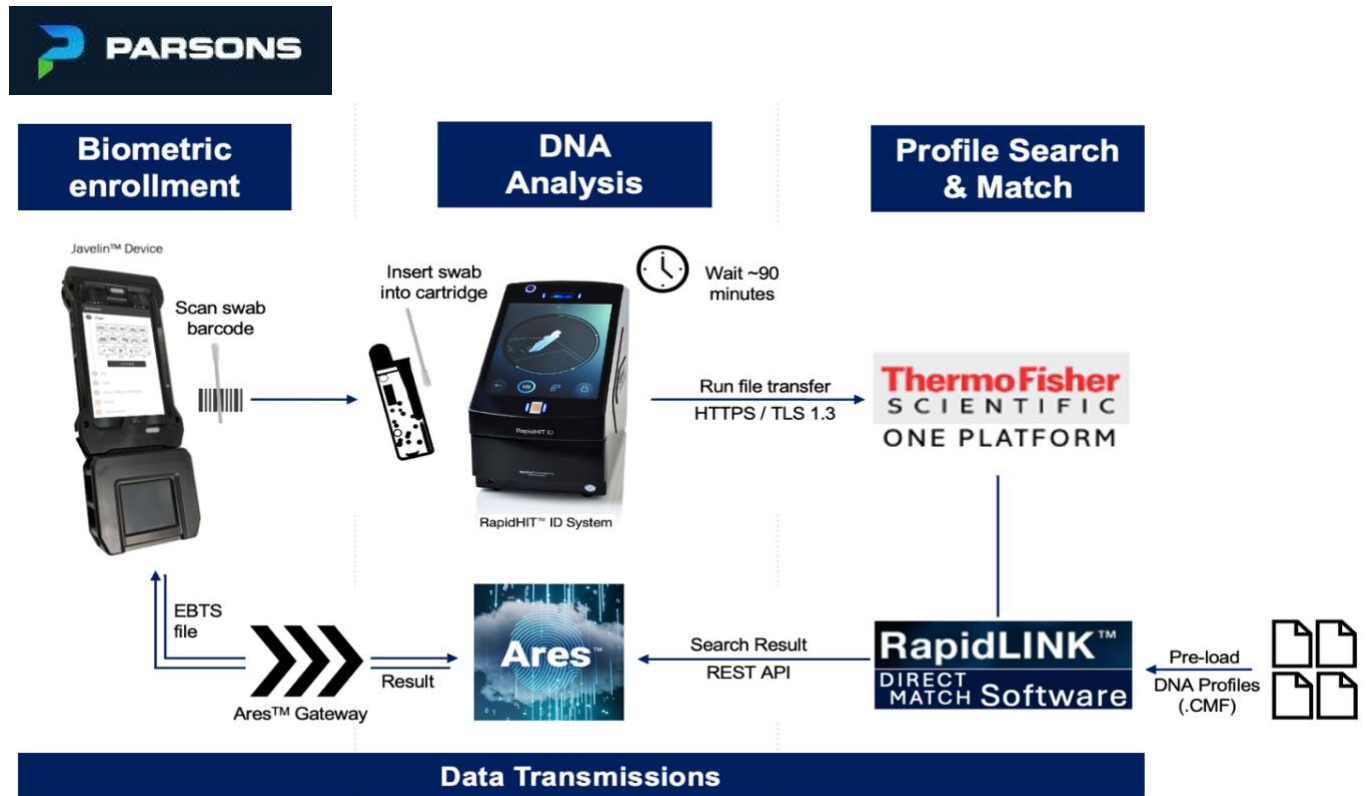 PARSONS
Biometric
enrollment
DNA
Analysis
Profile Search
& Match
Javelin™ Device
Scan swab
barcode
Insert swab
into cartridge
Wait ~90
minutes
RapidHIT ID
RapidHIT™ ID System
Run file transfer
HTTPS / TLS 1.3
ThermoFisher
SCIENTIFIC
ONE PLATFORM
EBTS
file
Result
Ares™ Gateway
Ares™
Search Result
REST API
RapidLINK™
DIRECT
MATCH Software
Pre-load
DNA Profiles
(.CMF)
Data Transmissions